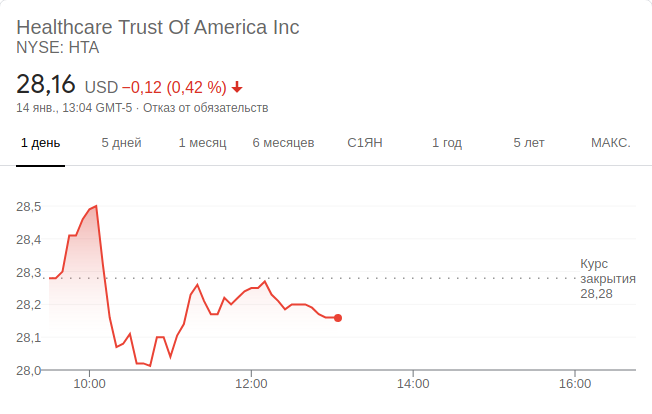 Healthcare Trust Of America Inc
NYSE: HTA
28,16 USD −0,12 (0,42 %)
14 янв., 13:04 GMT-5 · Отказ от обязательств
1 день 5 дней 1 месяц 6 месяцев С1ЯН 1 год 5 лет МАКС.
28,5
28,4
28,3
28,2
28,1
28,0
Курс
закрытия
28,28
10:00 12:00 14:00 16:00